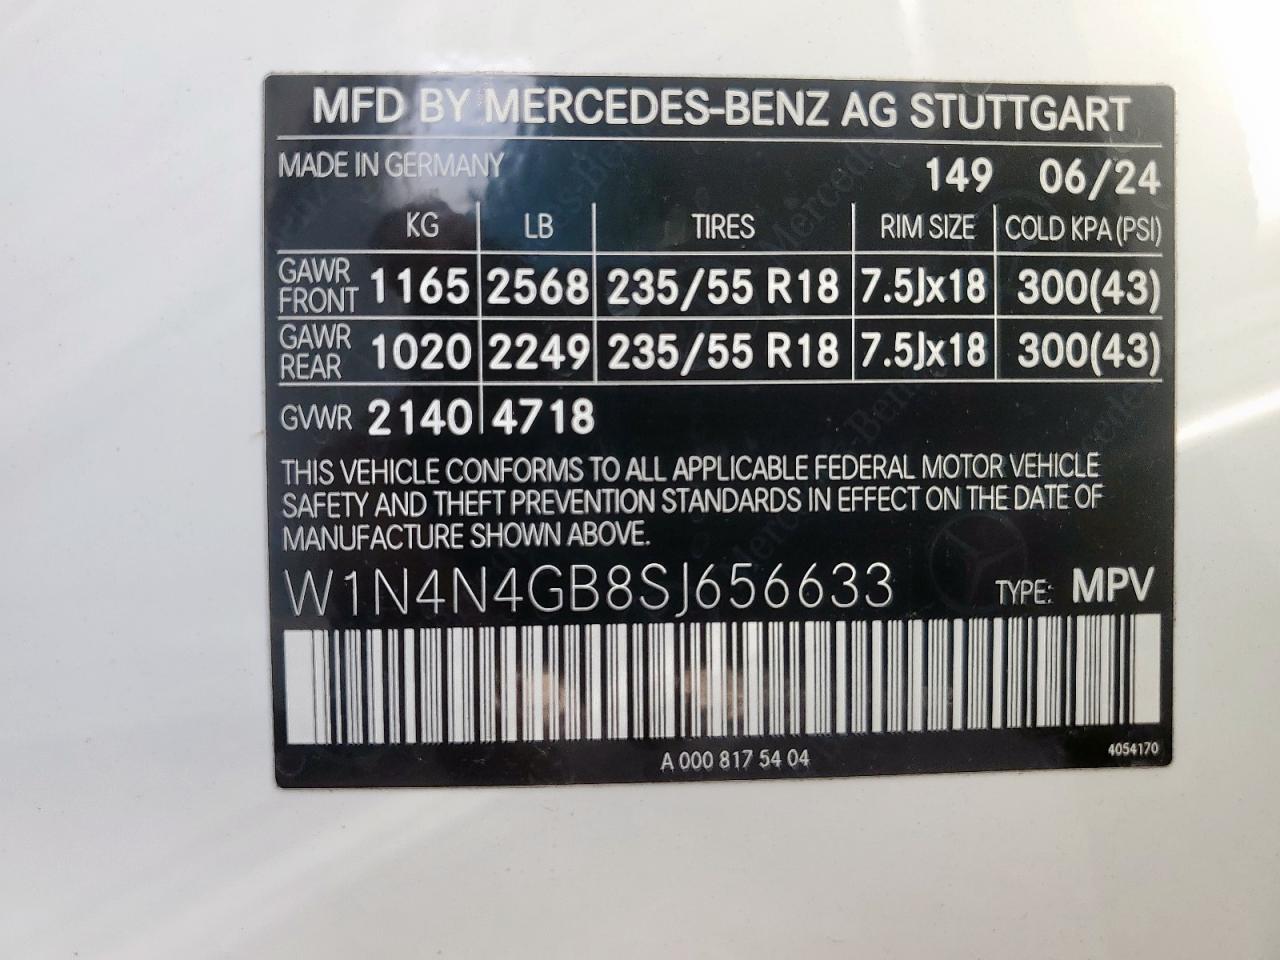 MFD BY MERCEDES-BENZ AG STUTTGART
MADE IN GERMANY 149 06/24
KG LB TIRES RIM SIZE COLD KPA (PSI)
GAWR FRONT 1165 2568 235/55 R18 7.5Jx18 300(43)
GAWR REAR 1020 2249 235/55 R18 7.5Jx18 300(43)
GVWR 2140 4718
THIS VEHICLE CONFORMS TO ALL APPLICABLE FEDERAL MOTOR VEHICLE
SAFETY AND THEFT PREVENTION STANDARDS IN EFFECT ON THE DATE OF
MANUFACTURE SHOWN ABOVE.
W1N4N4GB8SJ656633 TYPE: MPV
A 000 817 54 04 4054170